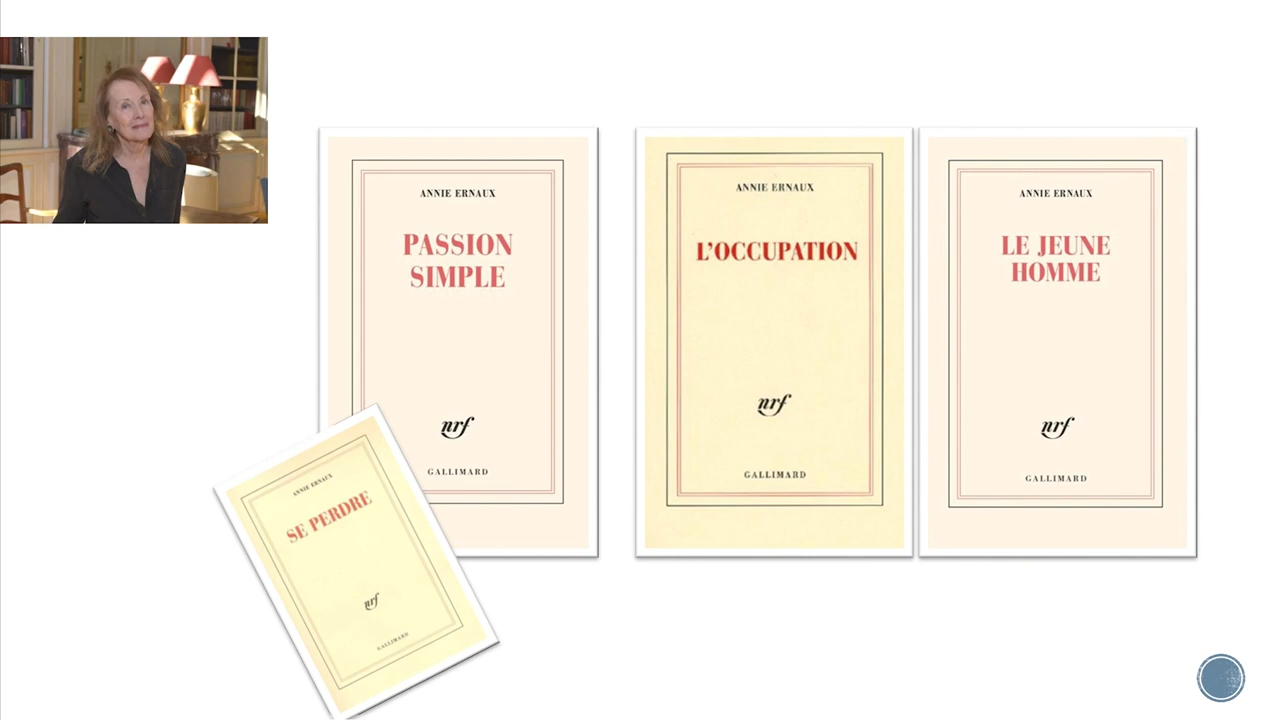 ANNIE ERNAUX
PASSION
SIMPLE
nrf
GALLIMARD
ANNIE ERNAUX
L'OCCUPATION
nrf
GALLIMARD
ANNIE ERNAUX
LE JEUNE
HOMME
nrf
GALLIMARD
ANNIE ERNAUX
SE PERDRE
nrf
GALLIMARD